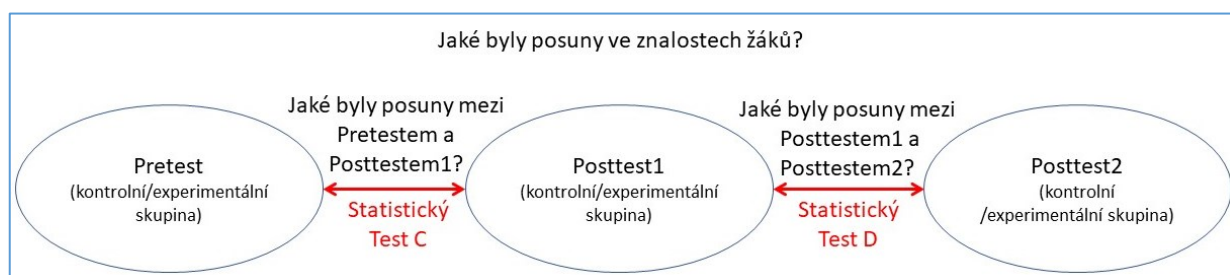 Jaké byly posuny ve znalostech žáků?
Jaké byly posuny mezi
Pretestem a
Posttestem1?
Jaké byly posuny mezi
Posttestem1 a
Posttestem2?
Pretest
(kontrolní/experimentální
skupina)
Statistický
Test C
Posttest1
(kontrolní/experimentální
skupina)
Statistický
Test D
Posttest2
(kontrolní
/experimentální skupina)